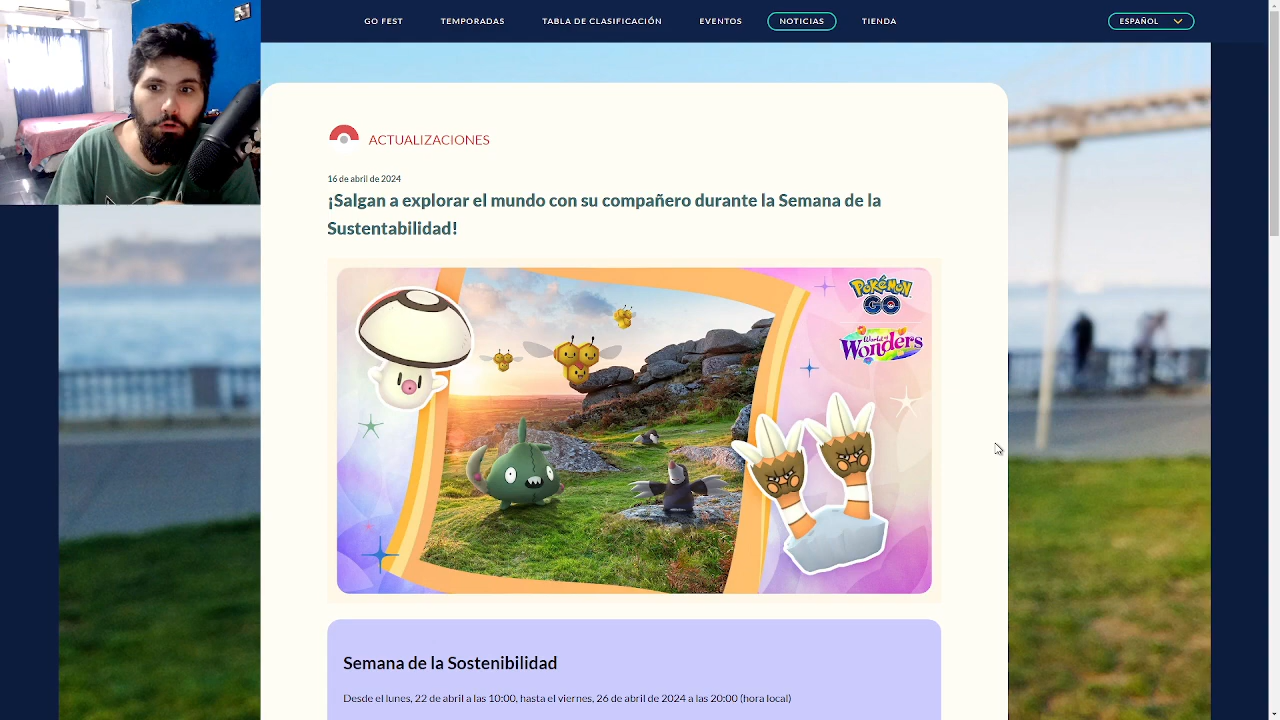 GO FEST
TEMPORADAS
TABLA DE CLASIFICACIÓN
EVENTOS
NOTICIAS
TIENDA
ESPAÑOL
ACTUALIZACIONES
16 de abril de 2024
¡Salgan a explorar el mundo con su compañero durante la Semana de la
Sustentabilidad!
POKÉMON
GO
World of
Wonders
Semana de la Sostenibilidad
Desde el lunes, 22 de abril a las 10:00, hasta el viernes, 26 de abril de 2024 a las 20:00 (hora local)